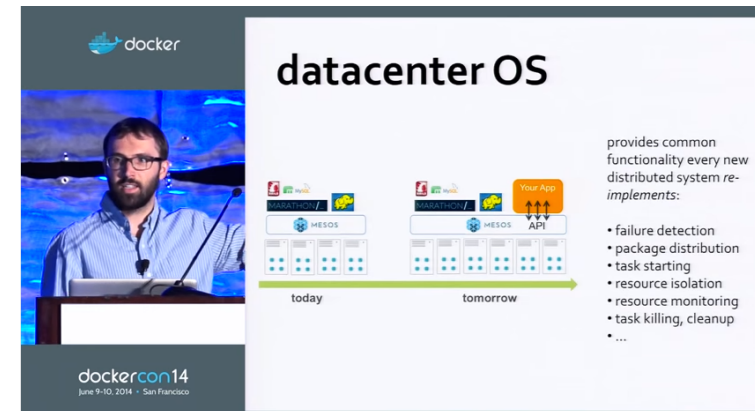 docker
datacenter OS
provides common
functionality every new
distributed system re-
implements:
• failure detection
• package distribution
• task starting
• resource isolation
• resource monitoring
• task killing, cleanup
• ...
MySQL
MARATHON
MESOS
MySQL
Your App
MARATHON
MESOS
API
today
tomorrow
dockercon14
June 9-10, 2014 • San Francisco